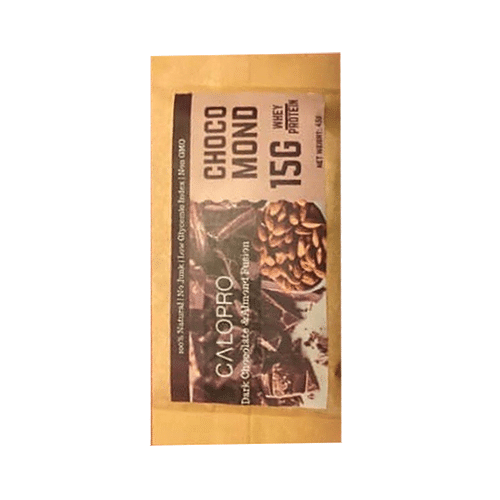 100% Natural | No Junk | Low Glycemic Index | Non GMO
CALOPRO
Dark Chocolate & Almond Fusion
CHOCO
MOND
15G
WHEY
PROTEIN
NET WEIGHT: